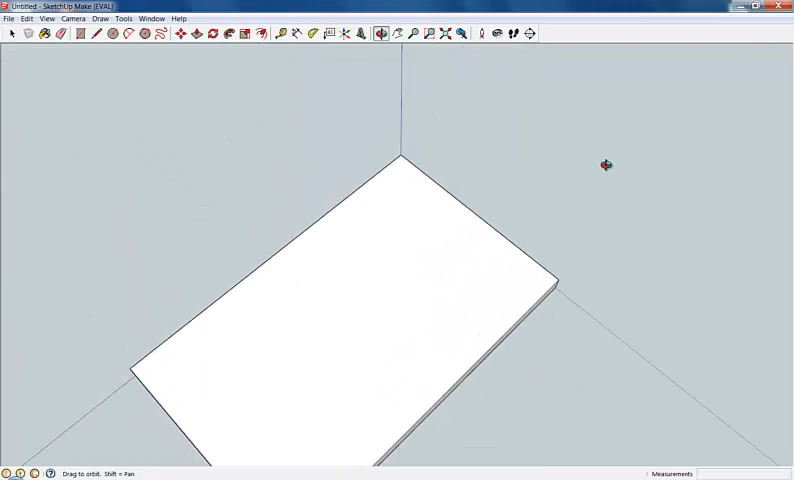 Untitled - SketchUp Make [EVAL]
File Edit View Camera Draw Tools Window Help
Drag to orbit. Shift = Pan
Measurements